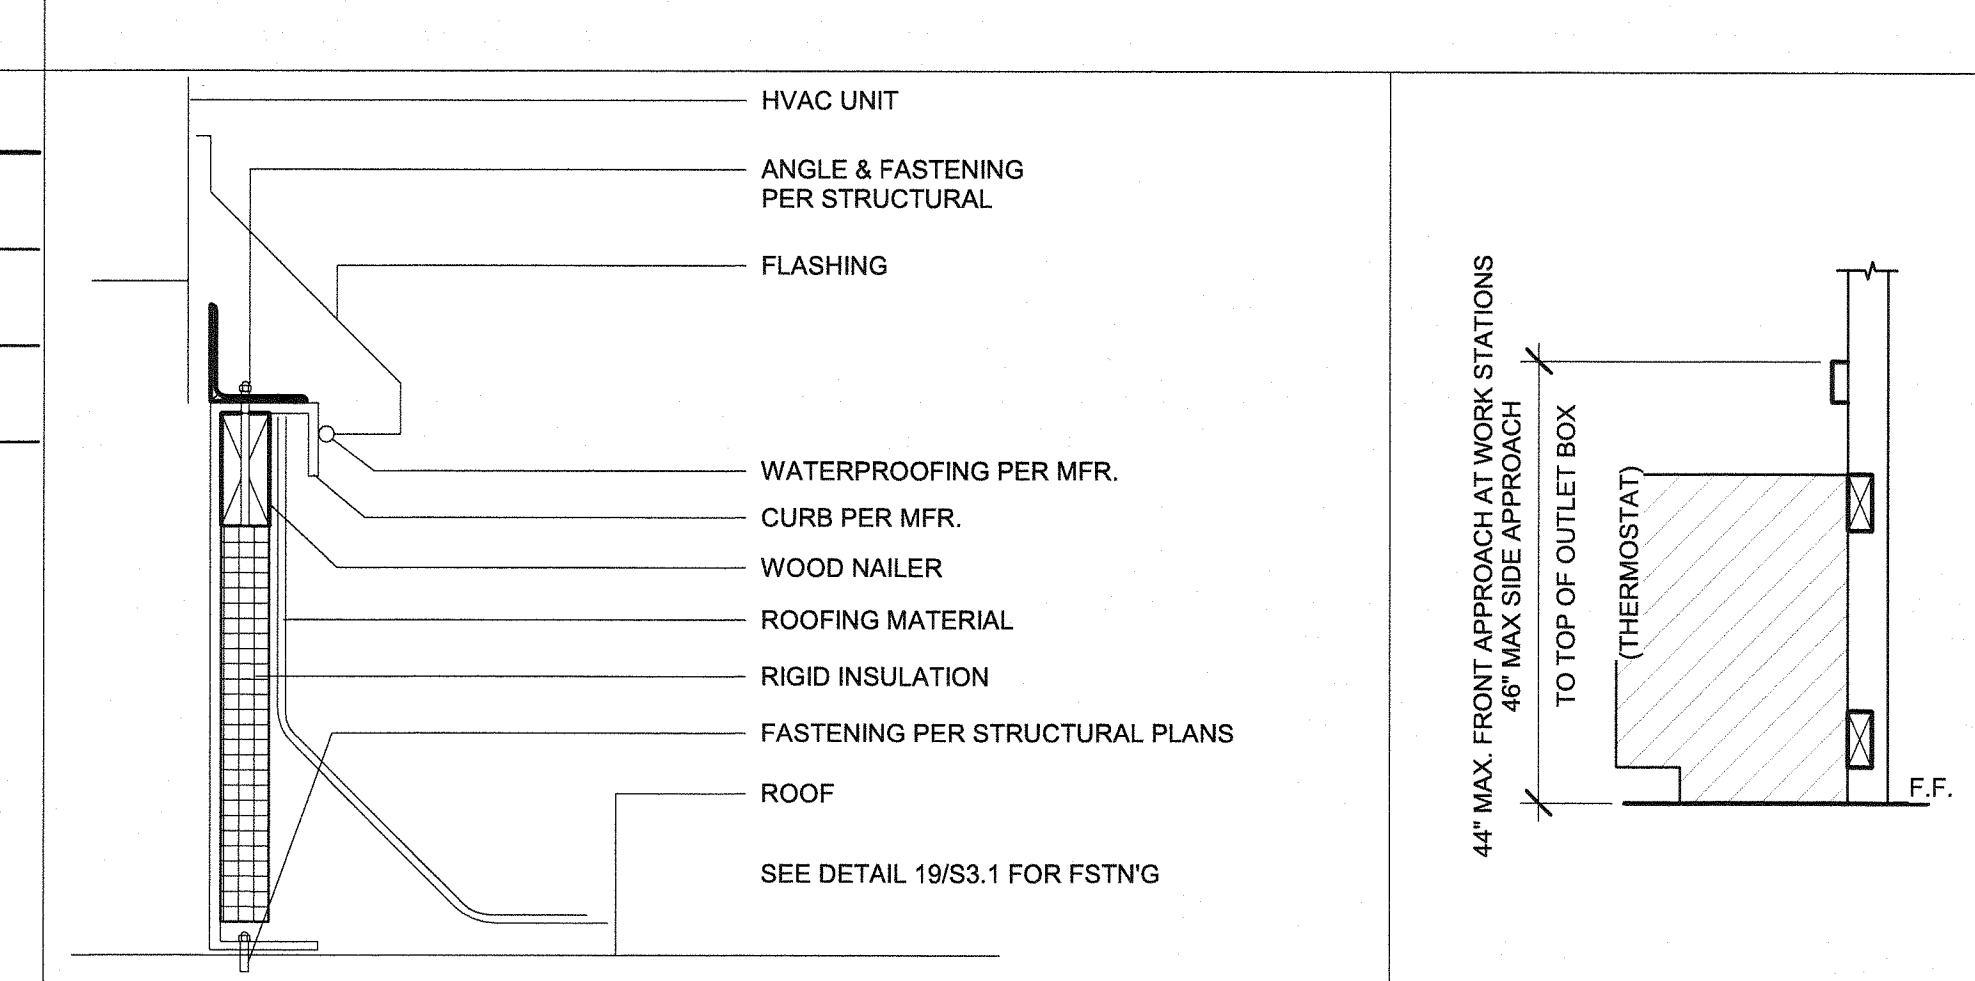 HVAC UNIT
ANGLE & FASTENING
PER STRUCTURAL
FLASHING
WATERPROOFING PER MFR.
CURB PER MFR.
WOOD NAILER
ROOFING MATERIAL
RIGID INSULATION
FASTENING PER STRUCTURAL PLANS
ROOF
SEE DETAIL 19/S3.1 FOR FSTN'G
44" MAX. FRONT APPROACH AT WORK STATIONS
46" MAX SIDE APPROACH
TO TOP OF OUTLET BOX
(THERMOSTAT)
F.F.